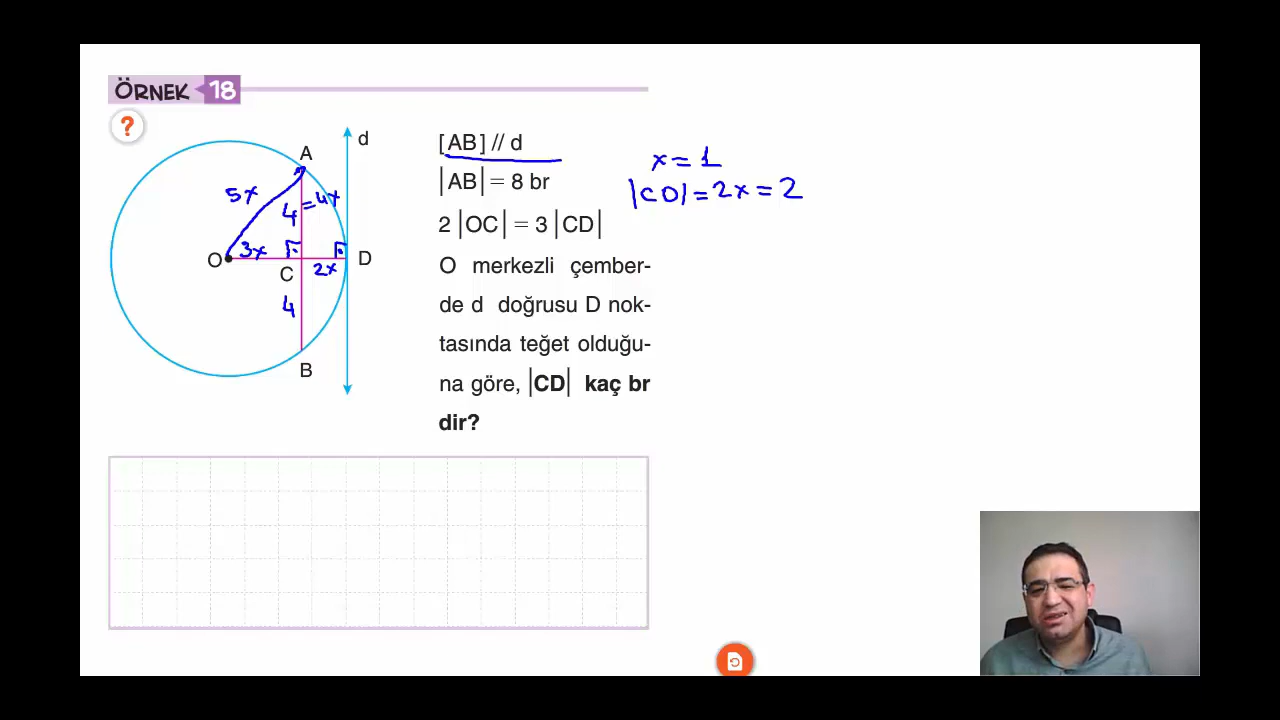 ÖRNEK 18
?
d
A
5x
4 = 4x
O
3x
C
2x
D
4
B
[AB] // d
|AB| = 8 br
2 |OC| = 3 |CD|
O merkezli çember-
de d doğrusu D nok-
tasında teğet olduğu-
na göre, |CD| kaç br
dir?
x = 1
|CD| = 2x = 2